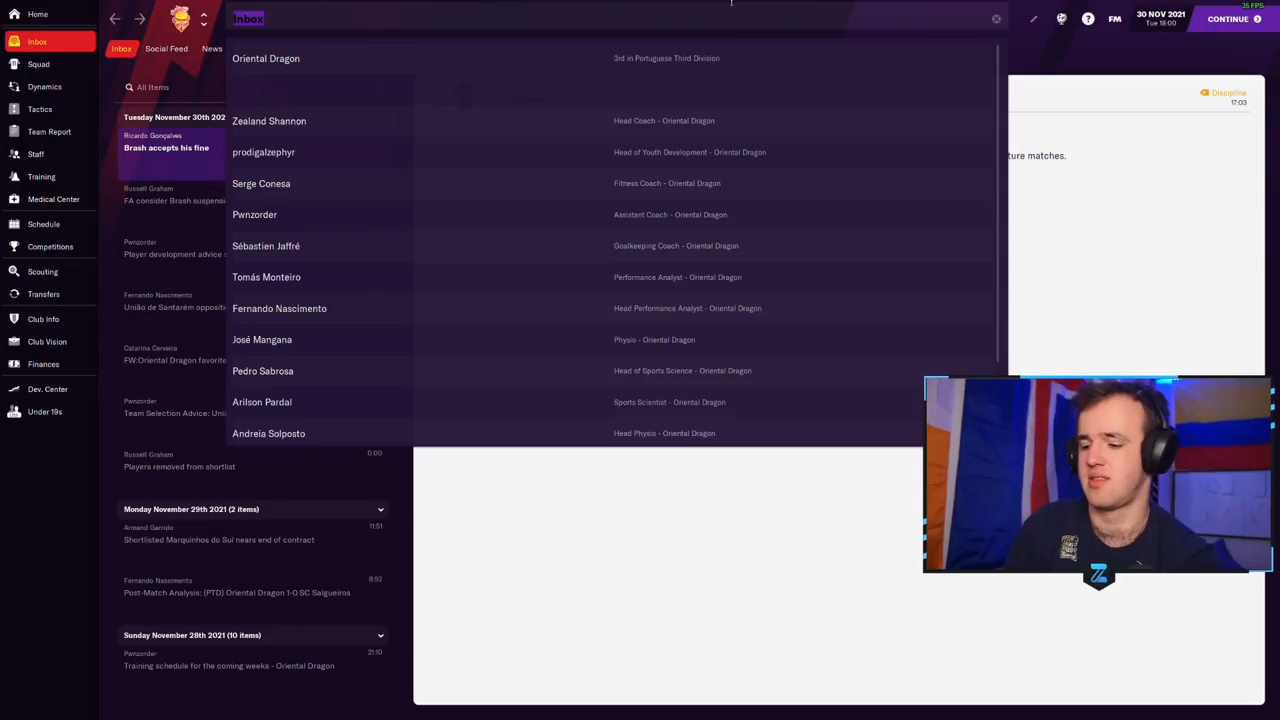 35 FPS
Home
Inbox
30 NOV 2021
Tue 18:00
FM
CONTINUE
Inbox
Inbox
Social Feed
News
Squad
Dynamics
Tactics
Team Report
Staff
Training
Medical Center
Schedule
Competitions
Scouting
Transfers
Club Info
Club Vision
Finances
Dev. Center
Under 19s
All Items
Tuesday November 30th 202
Ricardo Gonçalves
Brash accepts his fine
Russell Graham
FA consider Brash suspensi
Pwnzorder
Player development advice
Fernando Nascimento
União de Santarém oppositi
Catarina Cerveira
FW:Oriental Dragon favorite
Pwnzorder
Team Selection Advice: Uni
Russell Graham
0:00
Players removed from shortlist
Monday November 29th 2021 (2 items)
Armand Garrido
11:51
Shortlisted Marquinhos do Sul nears end of contract
Fernando Nascimento
8:52
Post-Match Analysis: (PTD) Oriental Dragon 1-0 SC Salgueiros
Sunday November 28th 2021 (10 items)
Pwnzorder
21:10
Training schedule for the coming weeks - Oriental Dragon
Oriental Dragon
3rd in Portuguese Third Division
Zealand Shannon
Head Coach - Oriental Dragon
prodigalzephyr
Head of Youth Development - Oriental Dragon
Serge Conesa
Fitness Coach - Oriental Dragon
Pwnzorder
Assistant Coach - Oriental Dragon
Sébastien Jaffré
Goalkeeping Coach - Oriental Dragon
Tomás Monteiro
Performance Analyst - Oriental Dragon
Fernando Nascimento
Head Performance Analyst - Oriental Dragon
José Mangana
Physio - Oriental Dragon
Pedro Sabrosa
Head of Sports Science - Oriental Dragon
Arilson Pardal
Sports Scientist - Oriental Dragon
Andreia Solposto
Head Physio - Oriental Dragon
Discipline
17:03
ture matches.